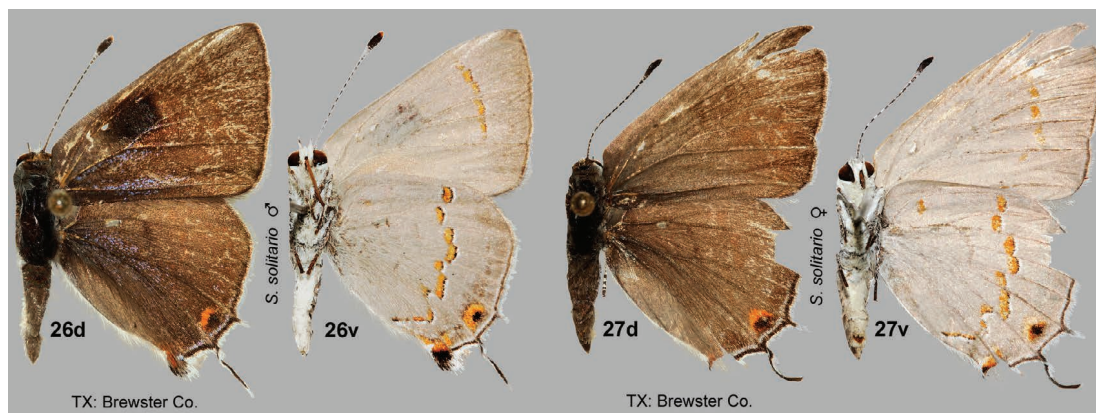 26d
S. solitario ♂
26v
27d
S. solitario ♀
27v
TX: Brewster Co.
TX: Brewster Co.